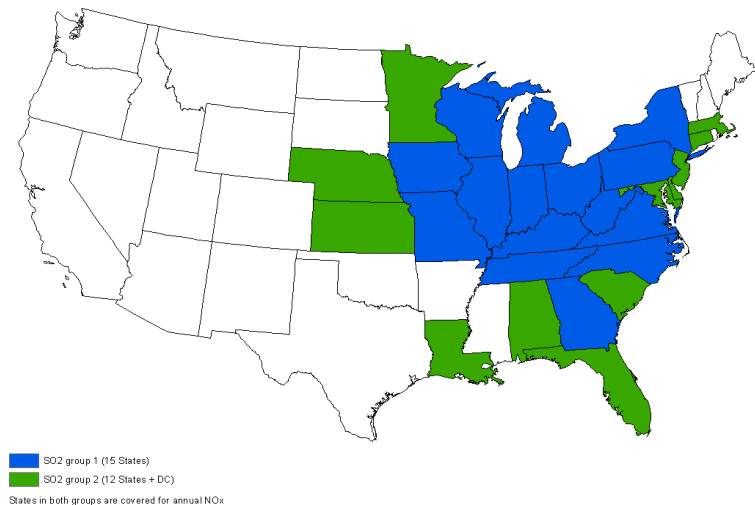 SO2 group 1 (15 States)
SO2 group 2 (12 States + DC)
States in both groups are covered for annual NOx